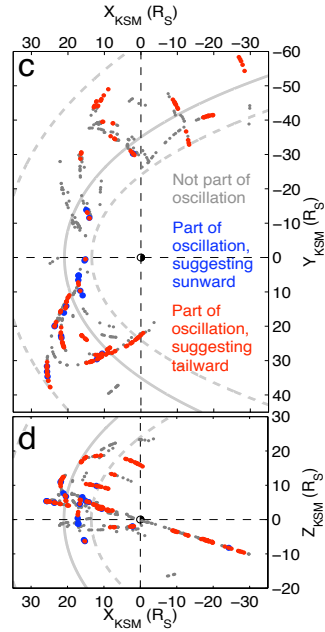 X_KSM (R_S)
30 20 10 0 −10 −20 −30
c
−60
−50
−40
−30
−20
−10
0
10
20
30
40
Y_KSM (R_S)
Not part of
oscillation
Part of
oscillation,
suggesting
sunward
Part of
oscillation,
suggesting
tailward
d
30
20
10
0
−10
−20
Z_KSM (R_S)
30 20 10 0 −10 −20 −30
X_KSM (R_S)